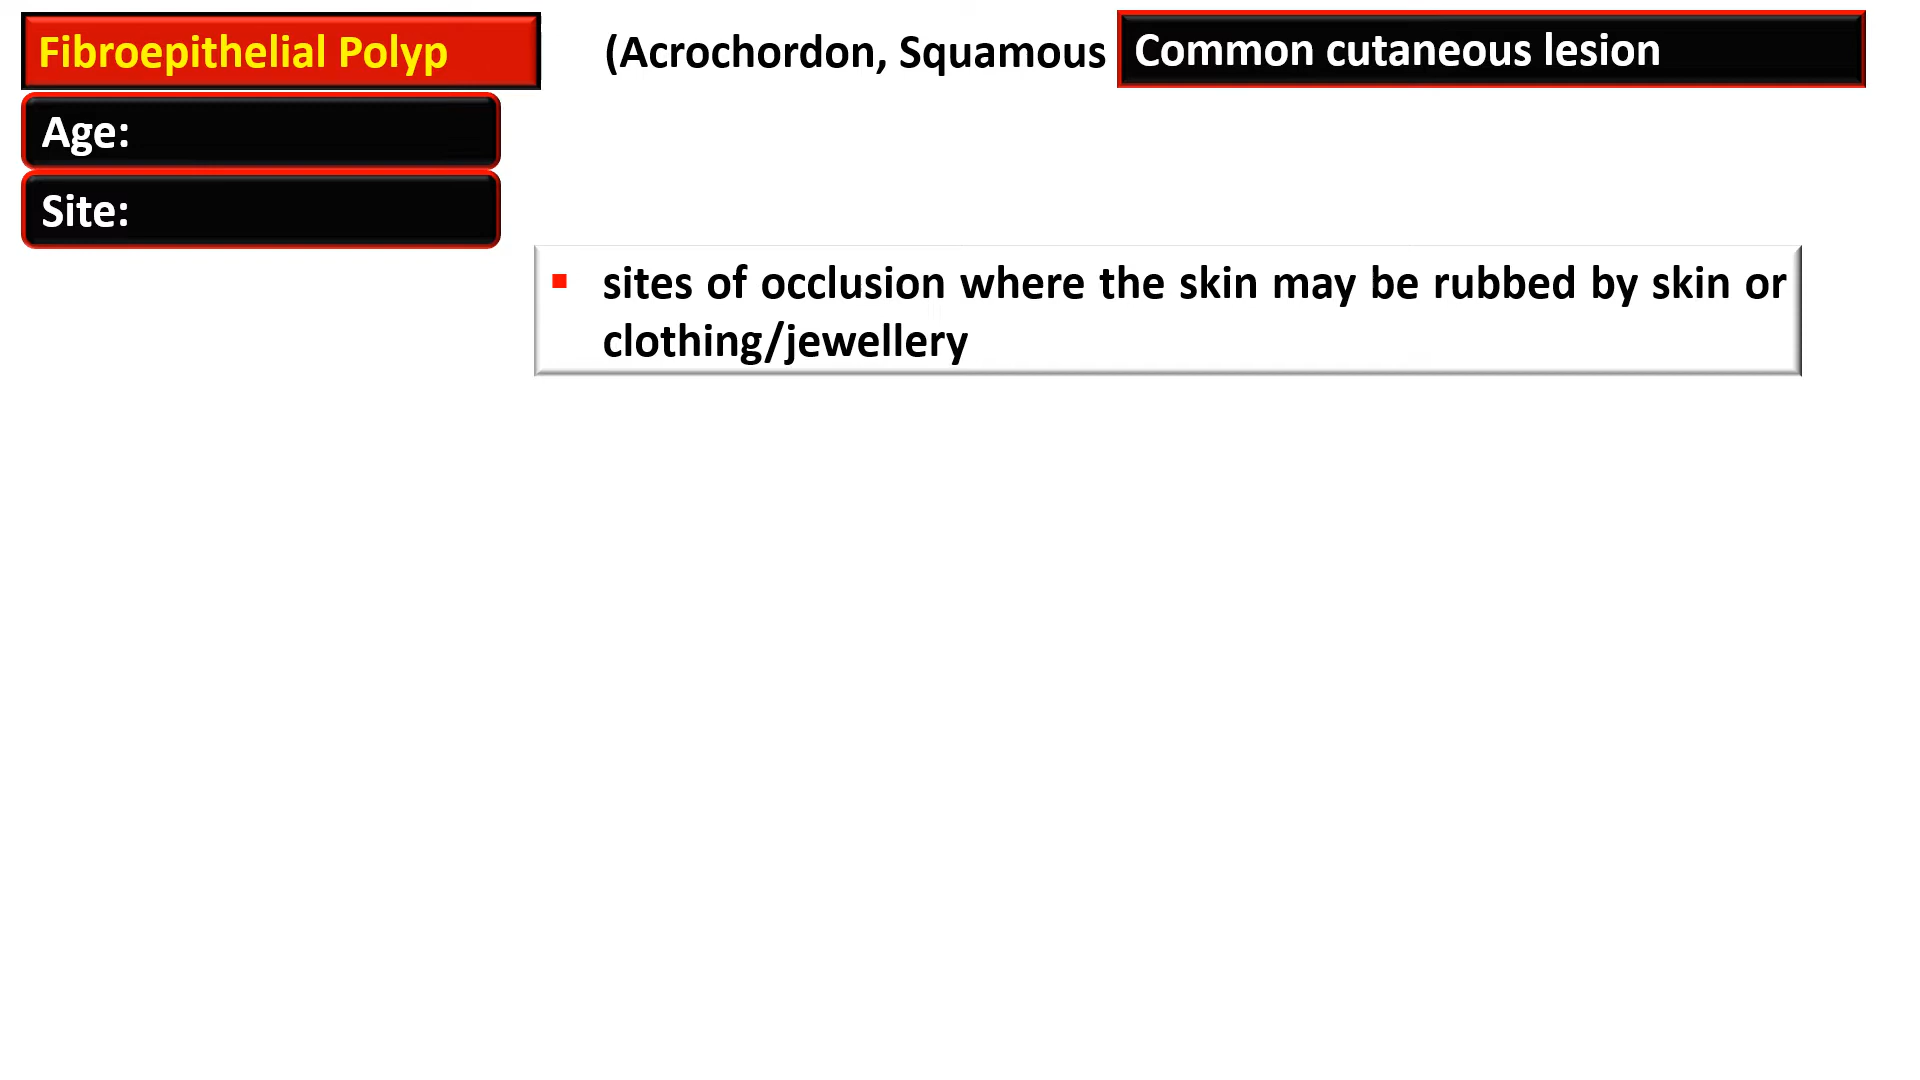 Fibroepithelial Polyp
(Acrochordon, Squamous
Common cutaneous lesion
Age:
Site:
▪ sites of occlusion where the skin may be rubbed by skin or
clothing/jewellery